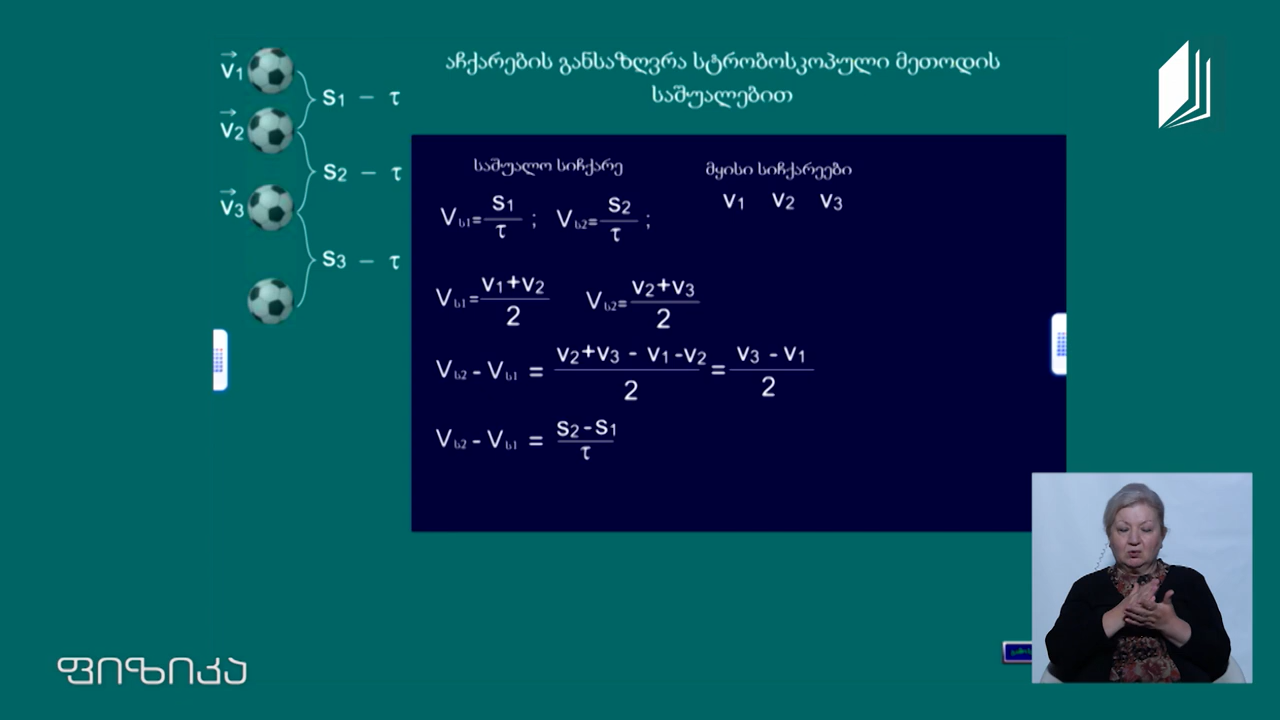 აჩქარების განსაზღვრა სტრობოსკოპული მეთოდის
საშუალებით
v1
s1 – τ
v2
s2 – τ
v3
s3 – τ
საშუალო სიჩქარე
მყისი სიჩქარეები
v1 v2 v3
Vს1= s1/τ ; Vს2= s2/τ ;
Vს1= v1+v2/2 Vს2= v2+v3/2
Vს2 - Vს1 = v2+v3 - v1 -v2/2 = v3 - v1/2
Vს2 - Vს1 = s2 - s1/τ
ფიზიკა